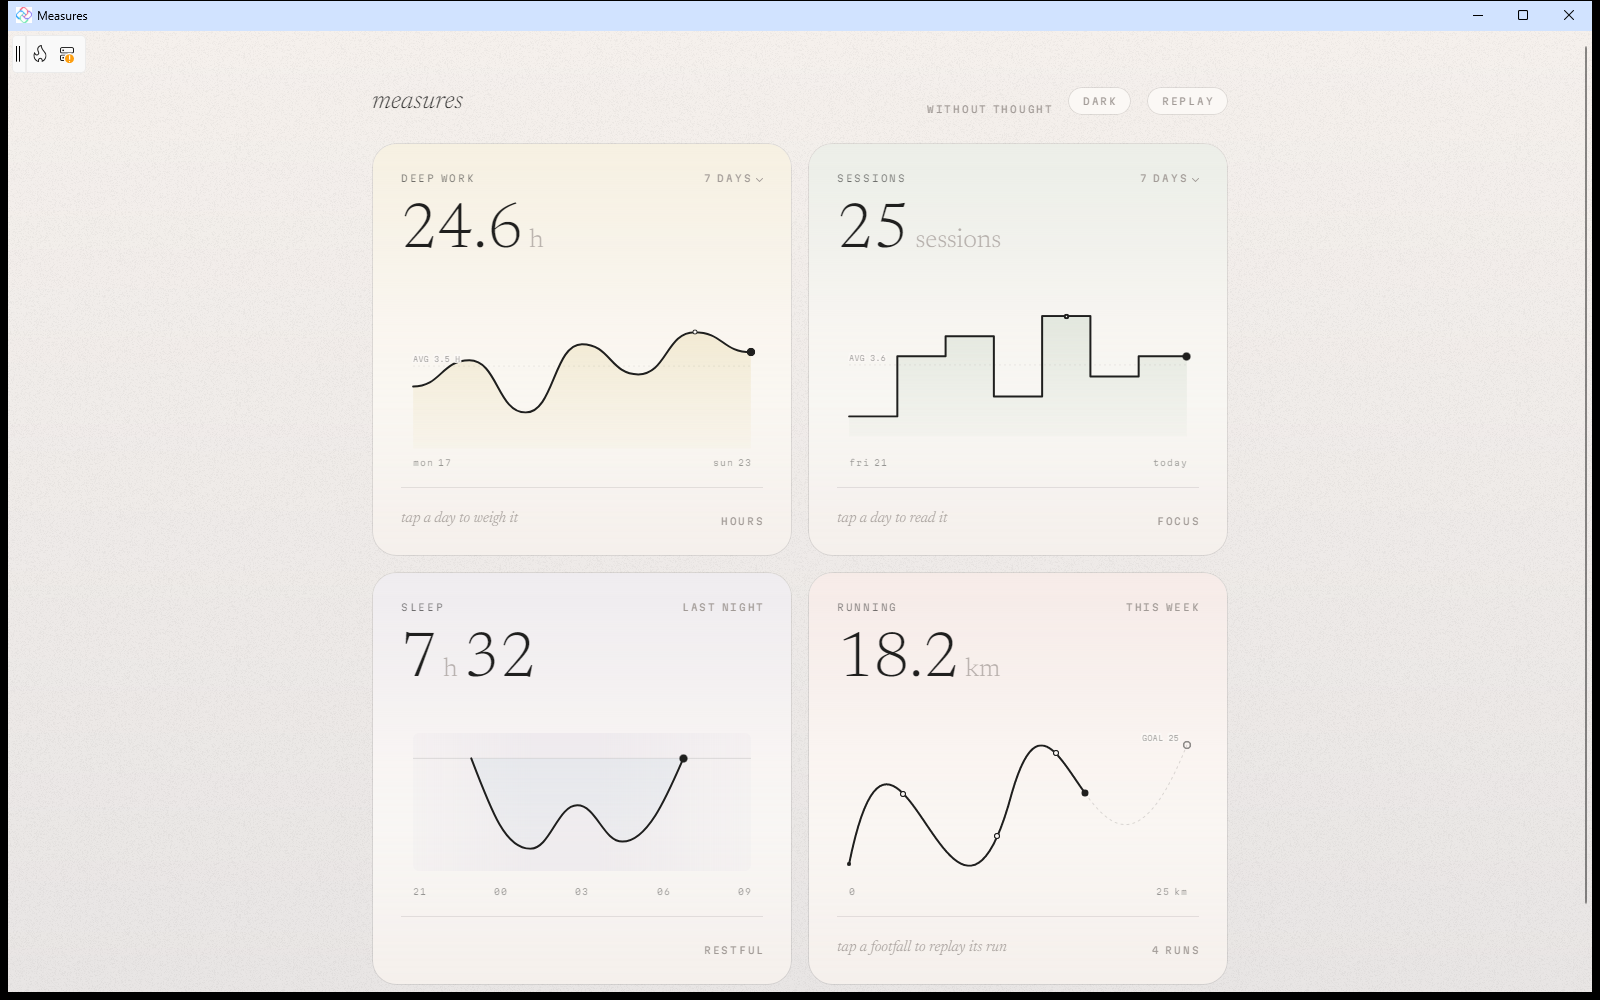 Measures
measures
WITHOUT THOUGHT
DARK
REPLAY
DEEP WORK
7 DAYS
24.6 h
AVG 3.5 H
mon 17
sun 23
tap a day to weigh it
HOURS
SESSIONS
7 DAYS
25 sessions
AVG 3.6
fri 21
today
tap a day to read it
FOCUS
SLEEP
LAST NIGHT
7 h 32
21 00 03 06 09
RESTFUL
RUNNING
THIS WEEK
18.2 km
GOAL 25
0
25 km
tap a footfall to replay its run
4 RUNS